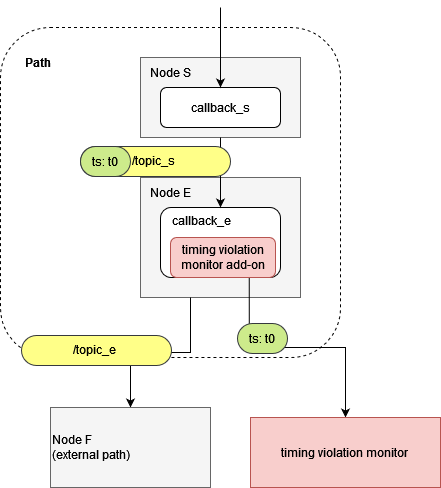 Path
Node S
callback_s
ts: t0
/topic_s
Node E
callback_e
timing violation
monitor add-on
ts: t0
/topic_e
Node F
(external path)
timing violation monitor